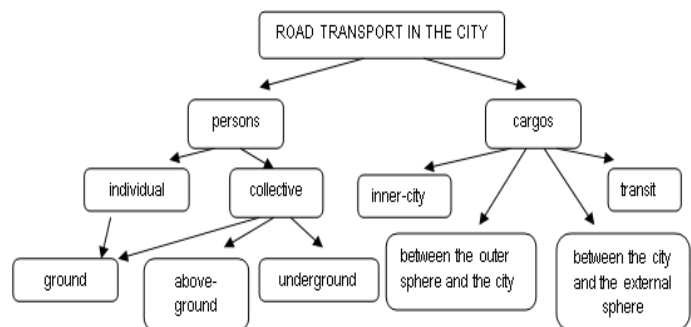 ROAD TRANSPORT IN THE CITY
persons
cargos
individual
collective
inner-city
transit
ground
above-
ground
underground
between the outer
sphere and the city
between the city
and the external
sphere